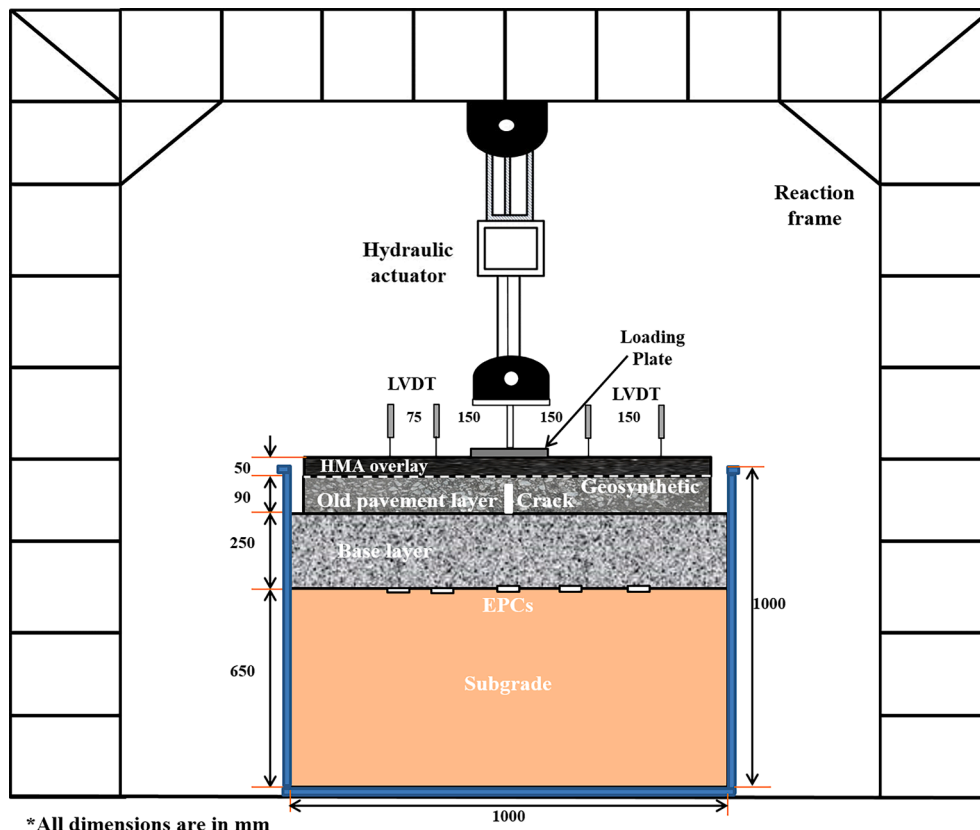 Reaction
frame
Hydraulic
actuator
Loading
Plate
LVDT
LVDT
75
150
150
150
50
HMA overlay
Geosynthetic
90
Old pavement layer
Crack
250
Base layer
EPCs
1000
650
Subgrade
1000
*All dimensions are in mm